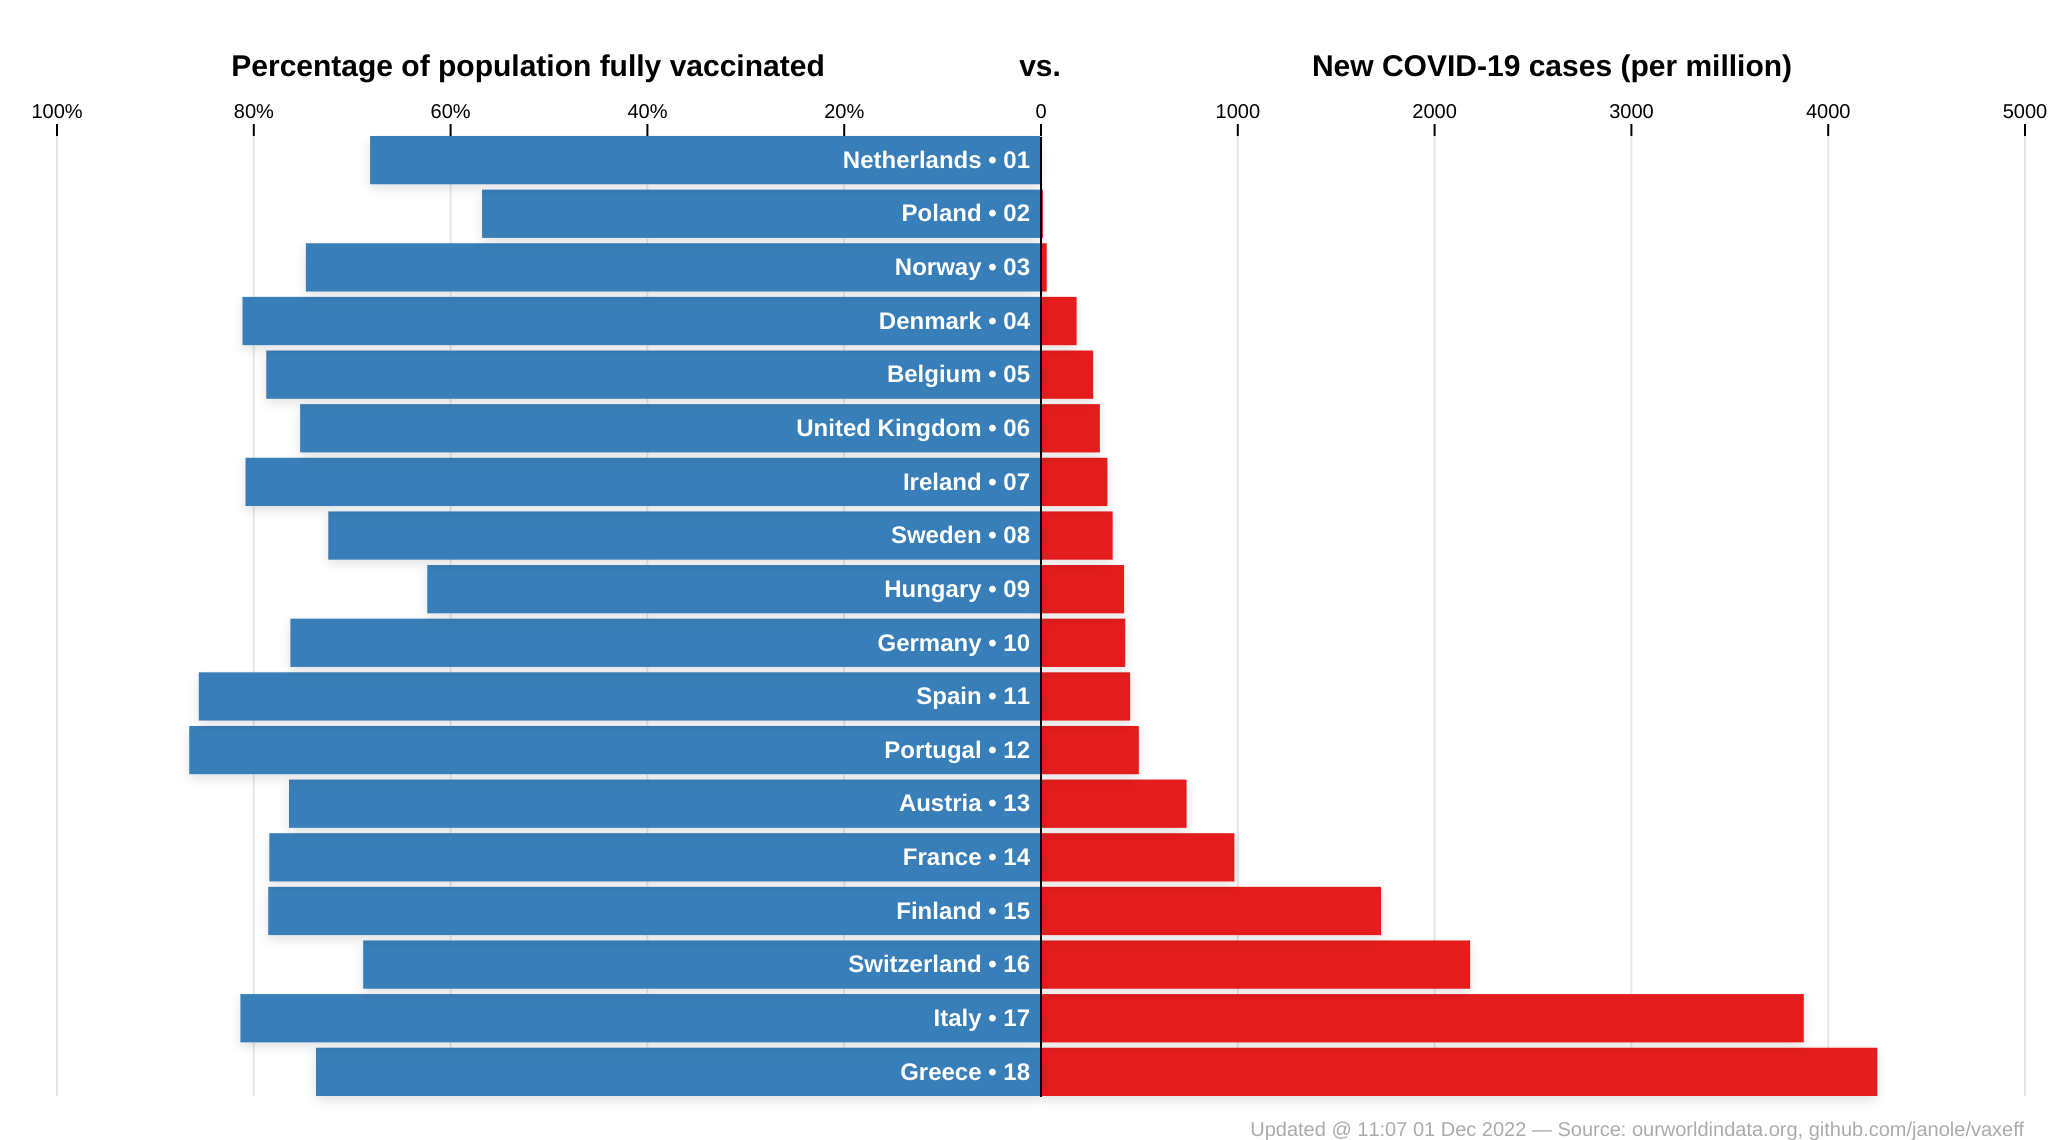 Percentage of population fully vaccinated vs. New COVID-19 cases (per million)
100% 80% 60% 40% 20% 0 1000 2000 3000 4000 5000
Netherlands • 01
Poland • 02
Norway • 03
Denmark • 04
Belgium • 05
United Kingdom • 06
Ireland • 07
Sweden • 08
Hungary • 09
Germany • 10
Spain • 11
Portugal • 12
Austria • 13
France • 14
Finland • 15
Switzerland • 16
Italy • 17
Greece • 18
Updated @ 11:07 01 Dec 2022 — Source: ourworldindata.org, github.com/janole/vaxeff